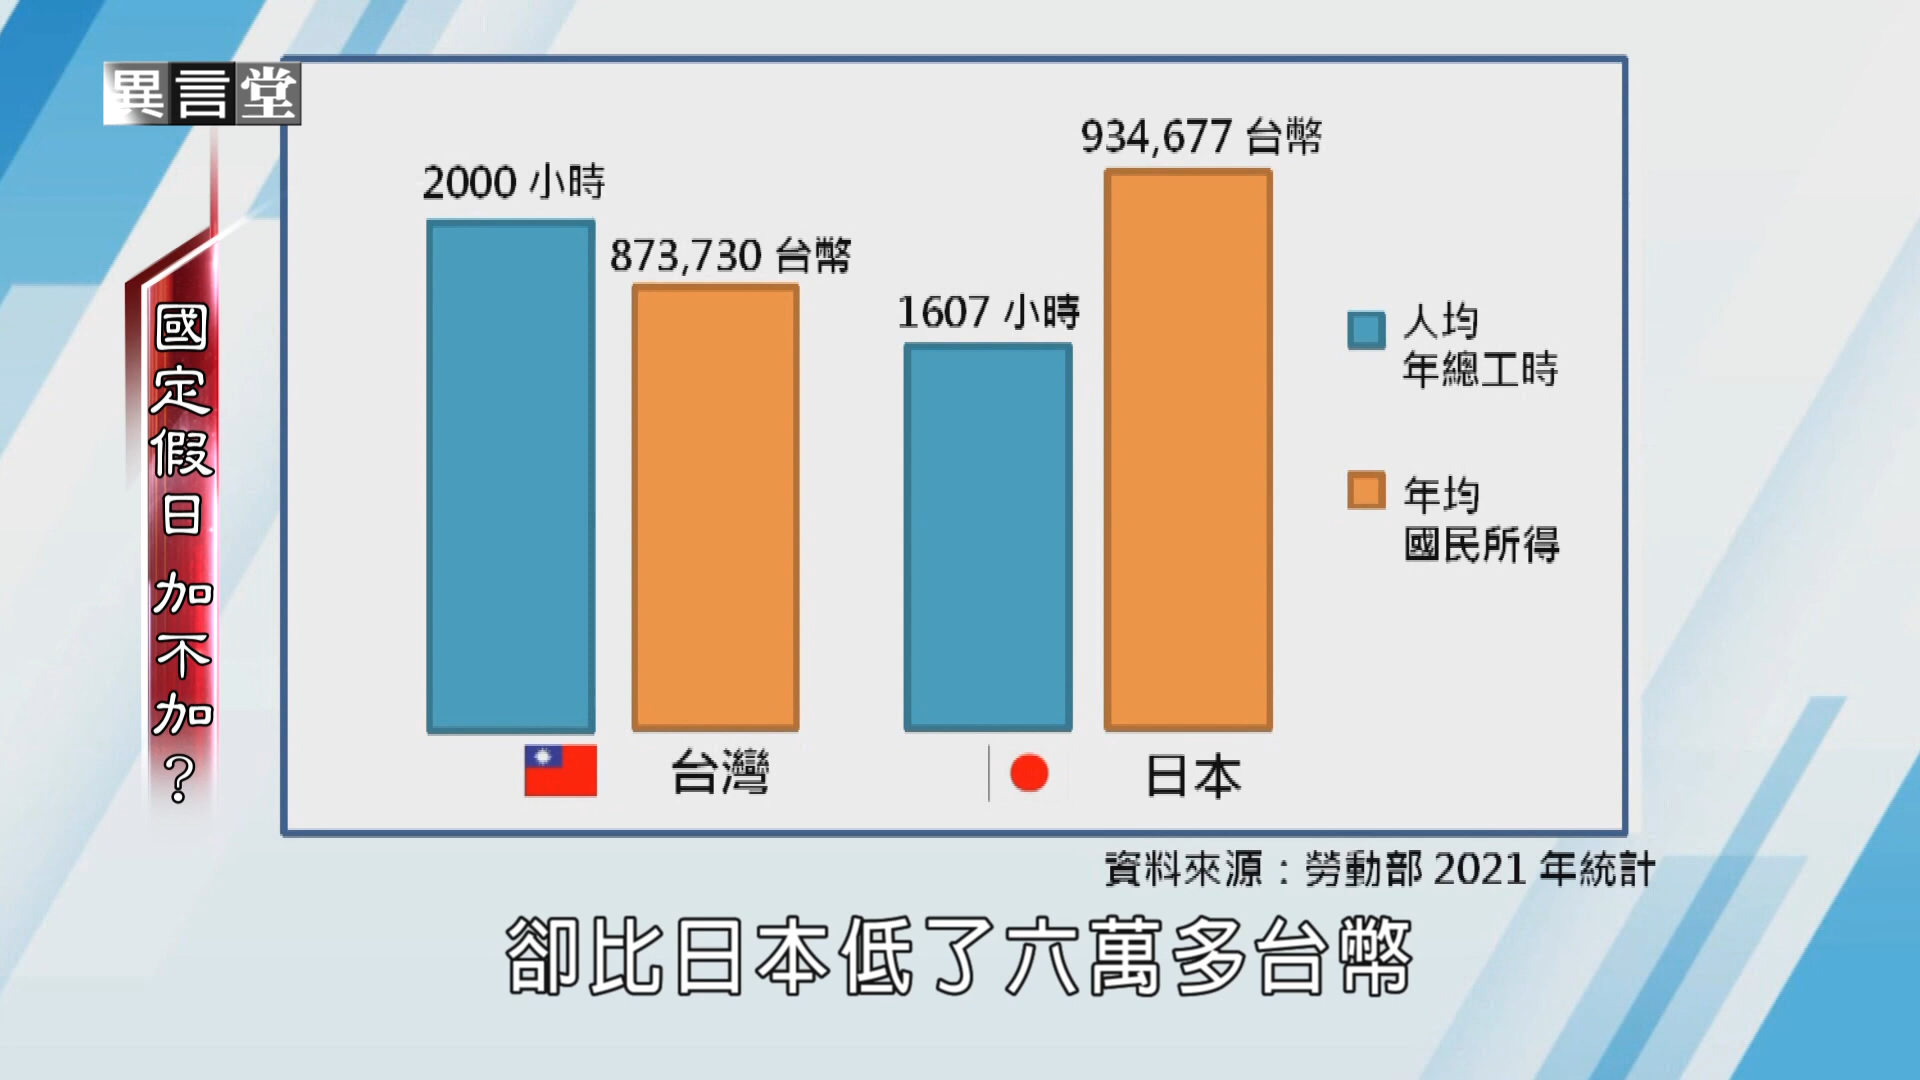 異言堂
國定假日 加不加？
2000 小時
873,730 台幣
1607 小時
934,677 台幣
人均
年總工時
年均
國民所得
台灣
日本
資料來源：勞動部 2021 年統計
卻比日本低了六萬多台幣